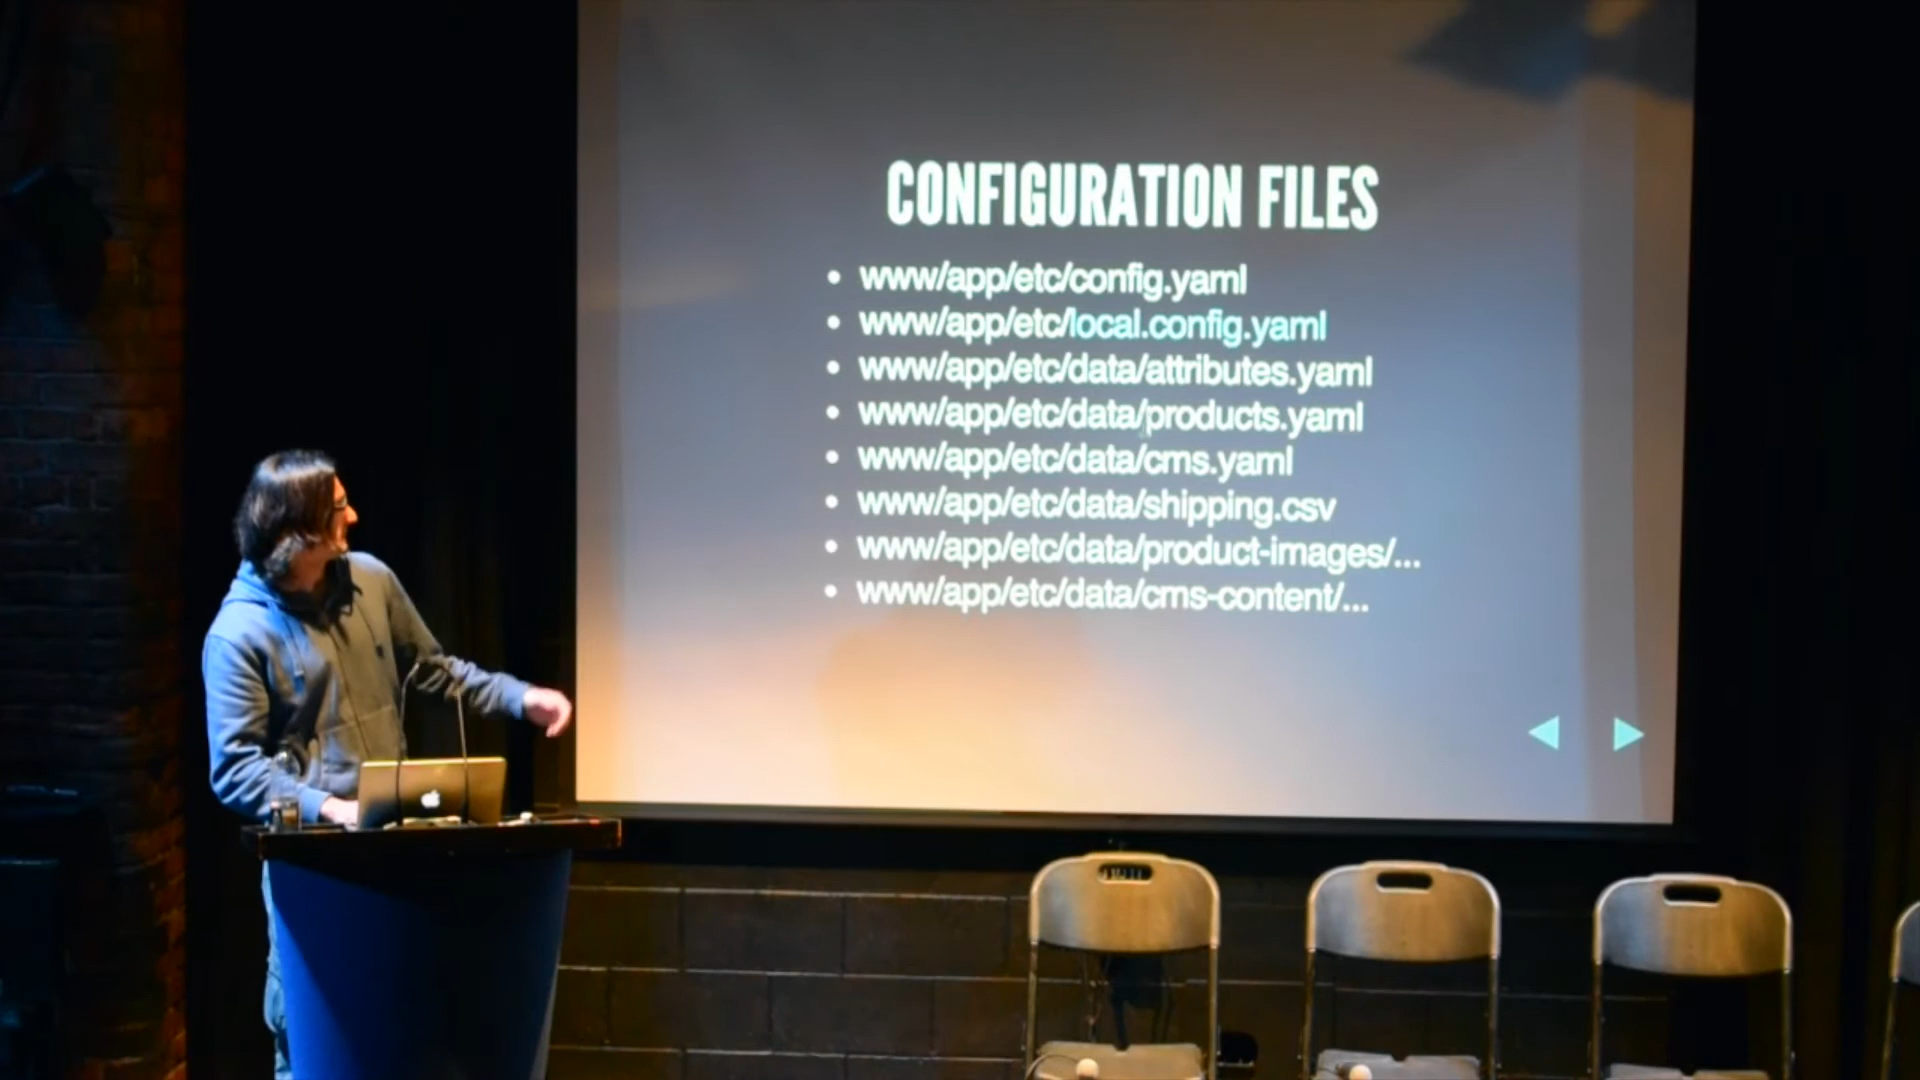 CONFIGURATION FILES
• www/app/etc/config.yaml
• www/app/etc/local.config.yaml
• www/app/etc/data/attributes.yaml
• www/app/etc/data/products.yaml
• www/app/etc/data/cms.yaml
• www/app/etc/data/shipping.csv
• www/app/etc/data/product-images/...
• www/app/etc/data/cms-content/...